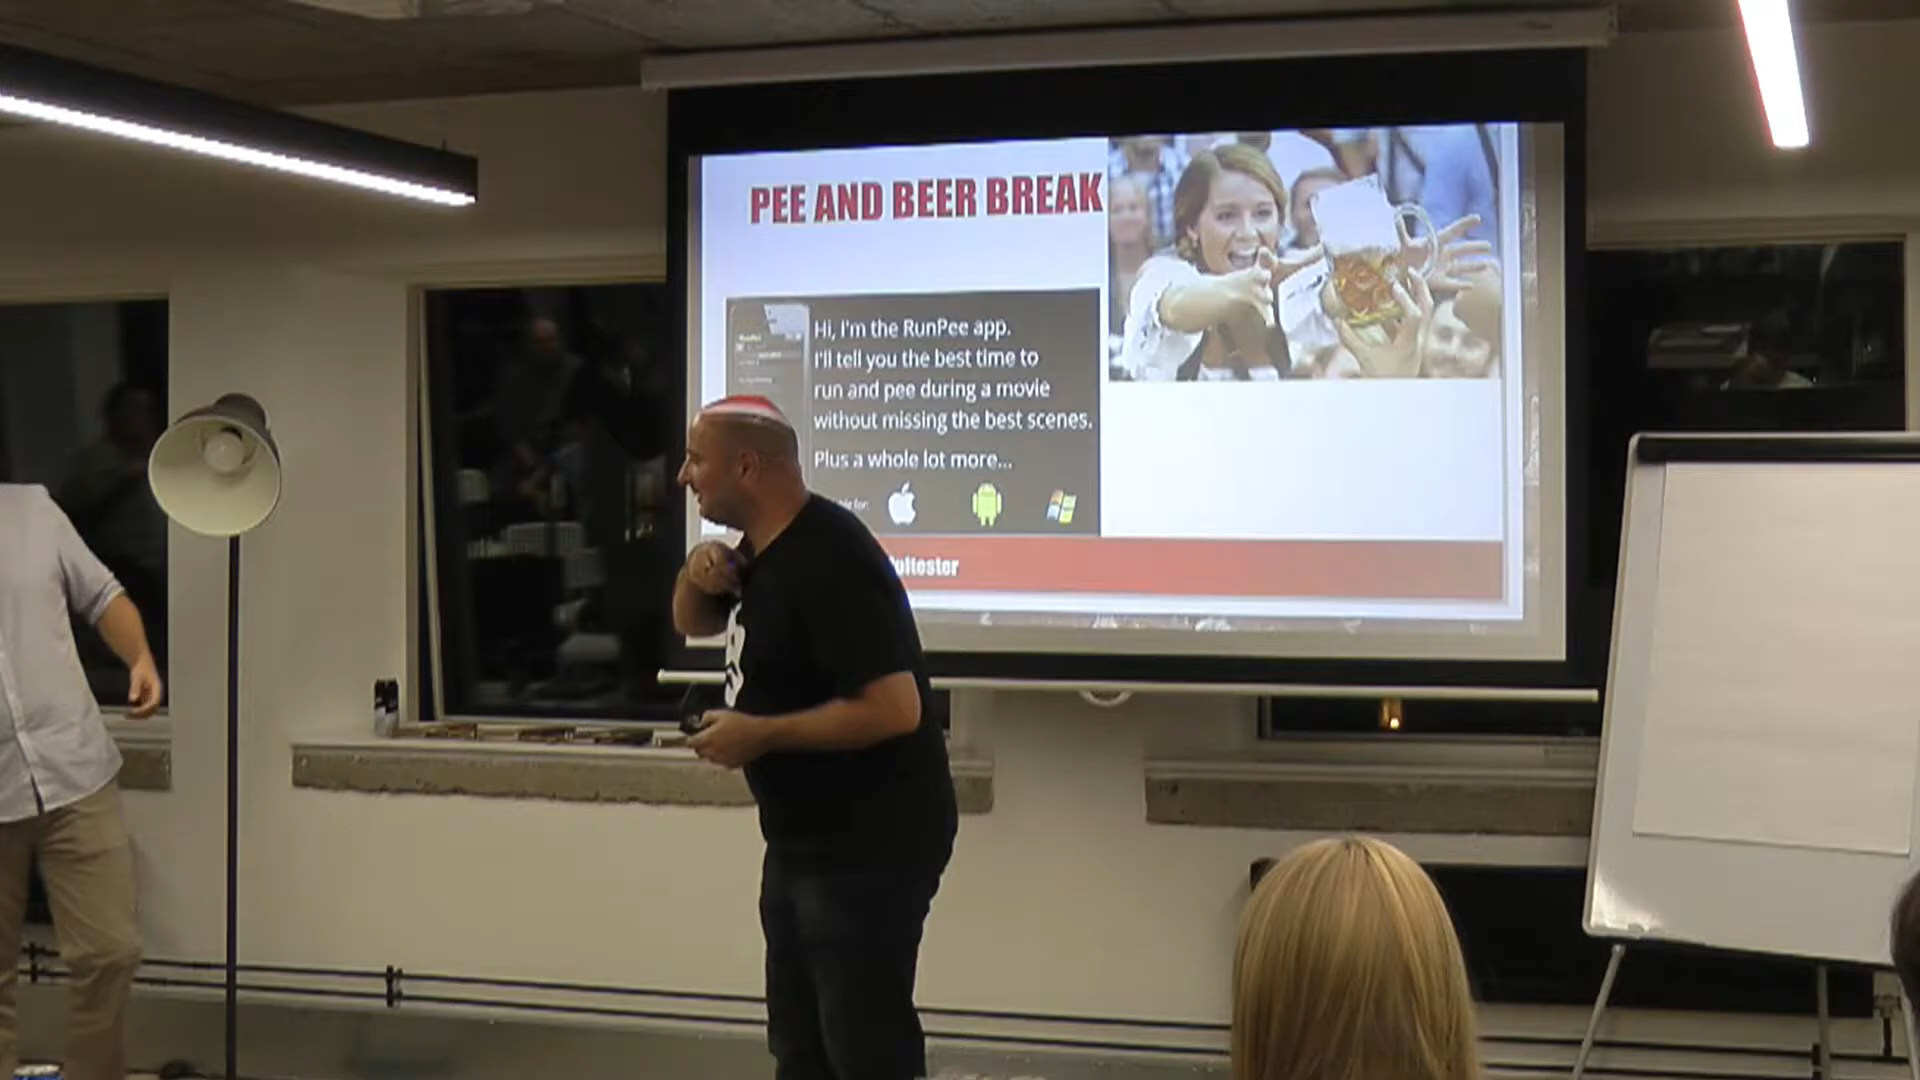 PEE AND BEER BREAK
Hi, I'm the RunPee app.
I'll tell you the best time to
run and pee during a movie
without missing the best scenes.
Plus a whole lot more...